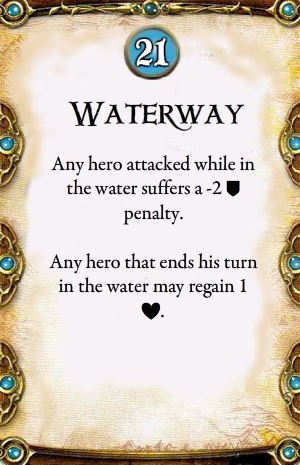 21
Waterway
Any hero attacked while in
the water suffers a -2
penalty.
Any hero that ends his turn
in the water may regain 1
.